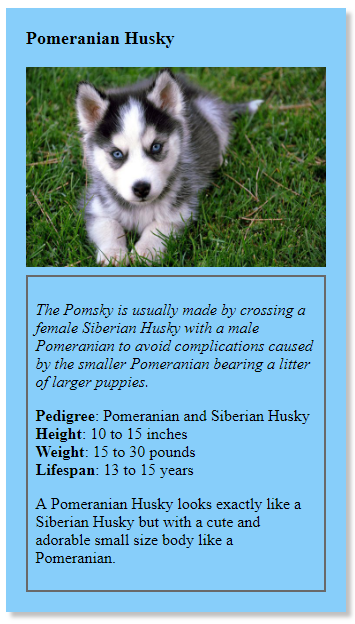 Pomeranian Husky
The Pomsky is usually made by crossing a
female Siberian Husky with a male
Pomeranian to avoid complications caused
by the smaller Pomeranian bearing a litter
of larger puppies.
Pedigree: Pomeranian and Siberian Husky
Height: 10 to 15 inches
Weight: 15 to 30 pounds
Lifespan: 13 to 15 years
A Pomeranian Husky looks exactly like a
Siberian Husky but with a cute and
adorable small size body like a
Pomeranian.